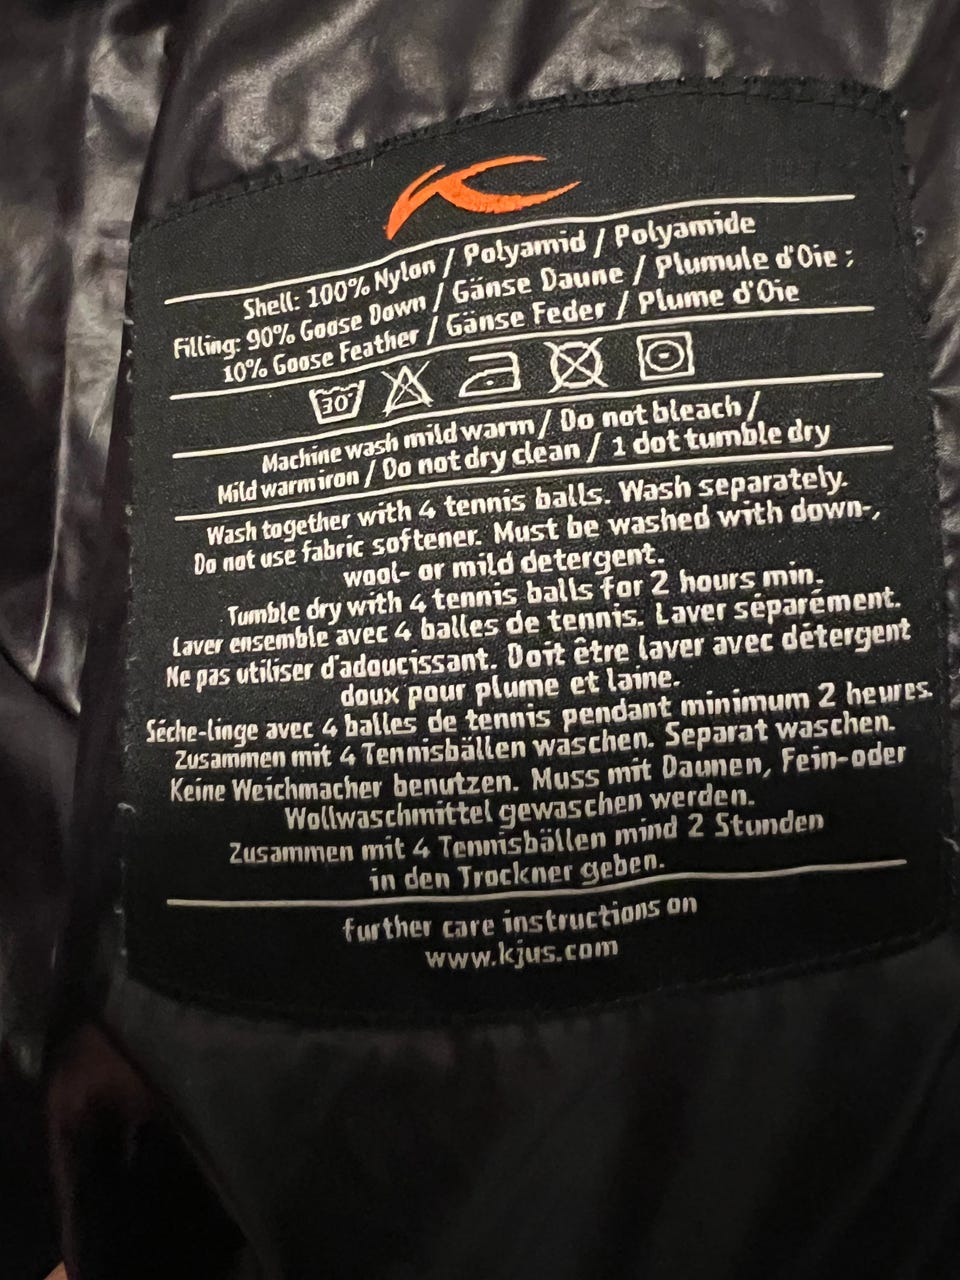 Shell: 100% Nylon / Polyamid / Polyamide
Filling: 90% Goose Down / Gänse Daune / Plumule d'Oie ;
10% Goose Feather / Gänse Feder / Plume d'Oie
30°
Machine wash mild warm / Do not bleach /
Mild warm iron / Do not dry clean / 1 dot tumble dry
Wash together with 4 tennis balls. Wash separately.
Do not use fabric softener. Must be washed with down-,
wool- or mild detergent.
Tumble dry with 4 tennis balls for 2 hours min.
Laver ensemble avec 4 balles de tennis. Laver séparément.
Ne pas utiliser d'adoucissant. Doit être laver avec détergent
doux pour plume et laine.
Séche-linge avec 4 balles de tennis pendant minimum 2 heures.
Zusammen mit 4 Tennisbällen waschen. Separat waschen.
Keine Weichmacher benutzen. Muss mit Daunen, Fein-oder
Wollwaschmittel gewaschen werden.
Zusammen mit 4 Tennisbällen mind 2 Stunden
in den Trockner geben.
further care instructions on
www.kjus.com